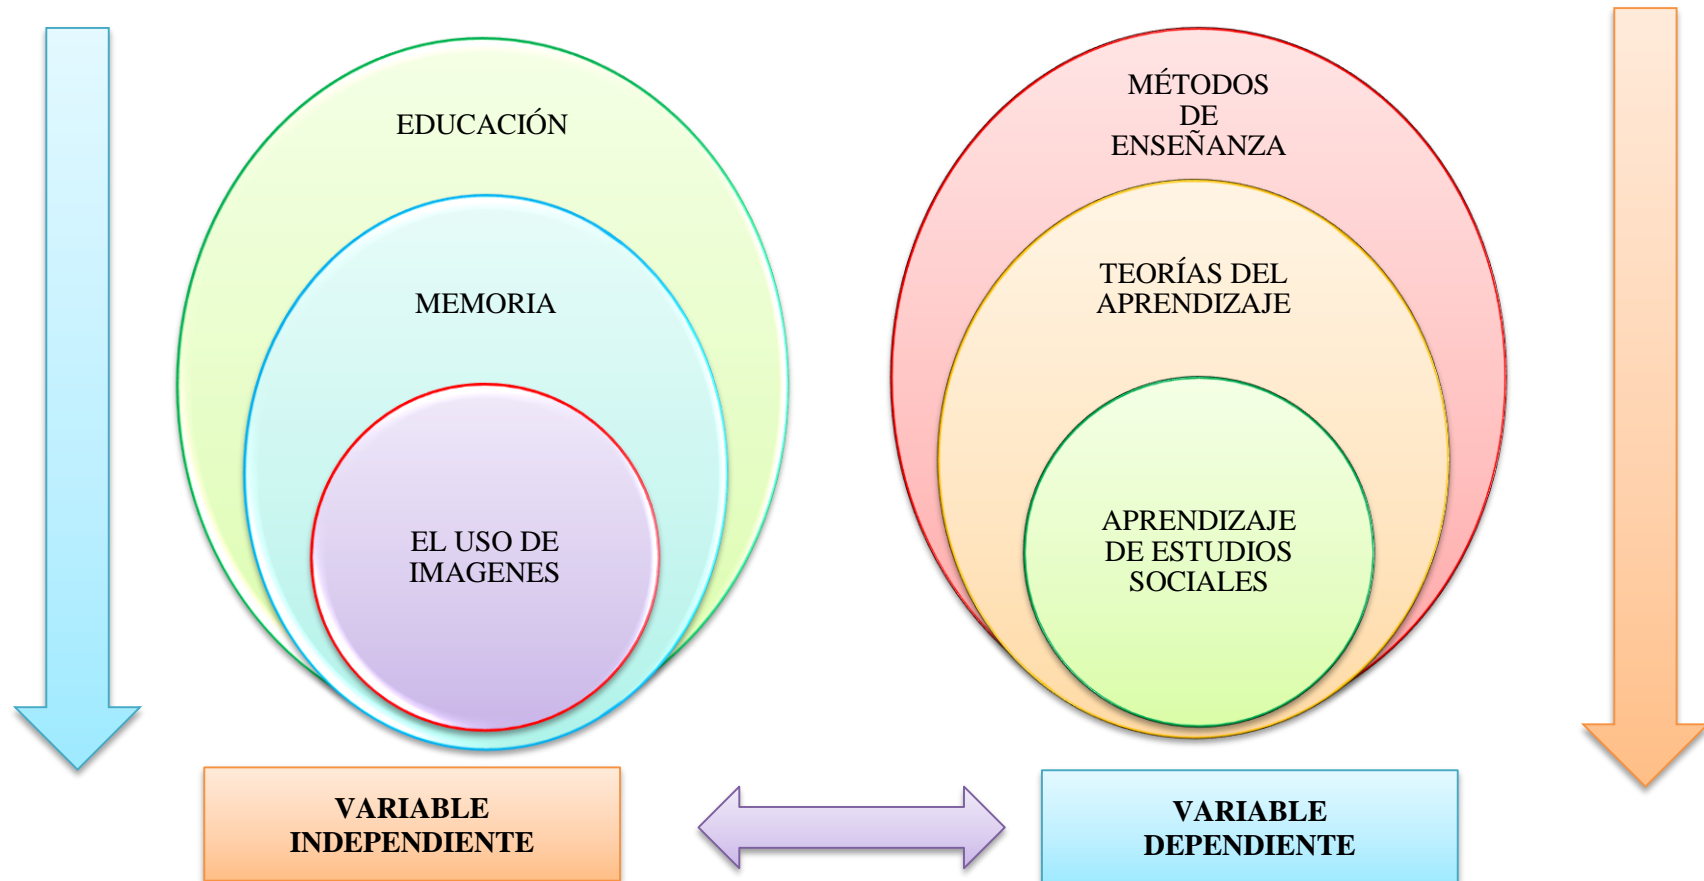 EDUCACIÓN
MEMORIA
EL USO DE
IMAGENES
VARIABLE
INDEPENDIENTE
MÉTODOS
DE
ENSEÑANZA
TEORÍAS DEL
APRENDIZAJE
APRENDIZAJE
DE ESTUDIOS
SOCIALES
VARIABLE
DEPENDIENTE